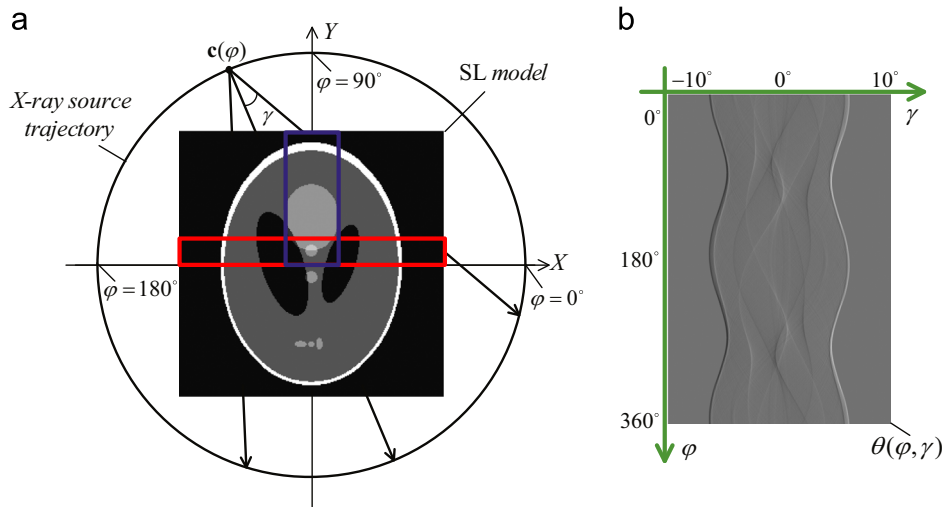 a
c(φ)
Y
φ = 90°
SL model
X-ray source
trajectory
γ
X
φ = 180°
φ = 0°
b
−10° 0° 10°
γ
0°
180°
360°
φ
θ(φ, γ)